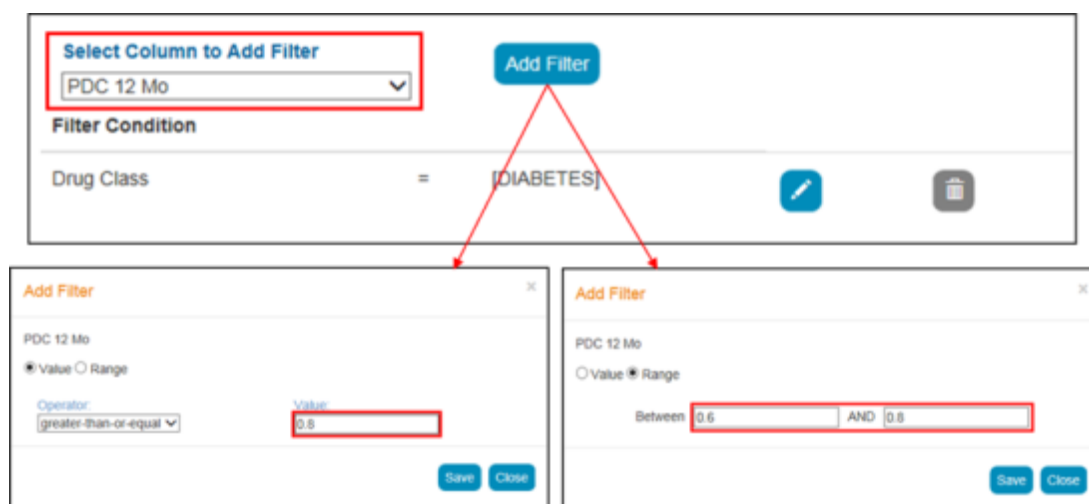 Select Column to Add Filter
PDC 12 Mo
Add Filter
Filter Condition
Drug Class = [DIABETES]
Add Filter ×
PDC 12 Mo
Value Range
Operator: Value:
greater-than-or-equal 0.8
Save Close
Add Filter ×
PDC 12 Mo
Value Range
Between 0.6 AND 0.8
Save Close